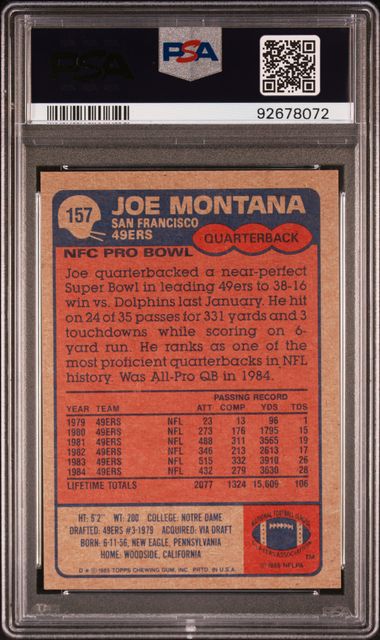 PSA
PSA
92678072
157
JOE MONTANA
SAN FRANCISCO
49ERS
QUARTERBACK
NFC PRO BOWL
Joe quarterbacked a near-perfect
Super Bowl in leading 49ers to 38-16
win vs. Dolphins last January. He hit
on 24 of 35 passes for 331 yards and 3
touchdowns while scoring on 6-
yard run. He ranks as one of the
most proficient quarterbacks in NFL
history. Was All-Pro QB in 1984.
PASSING RECORD
YEAR TEAM ATT COMP YDS TDS
1979 49ERS NFL 23 13 96 1
1980 49ERS NFL 273 176 1795 15
1981 49ERS NFL 488 311 3565 19
1982 49ERS NFL 346 213 2613 17
1983 49ERS NFL 515 332 3910 26
1984 49ERS NFL 432 279 3630 28
LIFETIME TOTALS 2077 1324 15,609 106
HT: 6'2" WT: 200 COLLEGE: NOTRE DAME
DRAFTED: 49ERS #3-1979 ACQUIRED: VIA DRAFT
BORN: 6-11-56, NEW EAGLE, PENNSYLVANIA
HOME: WOODSIDE, CALIFORNIA
D* © 1985 TOPPS CHEWING GUM, INC. PRTD. IN U.S.A.
NATIONAL FOOTBALL LEAGUE
PLAYERS ASSOCIATION
TM
© 1985 NFLPA